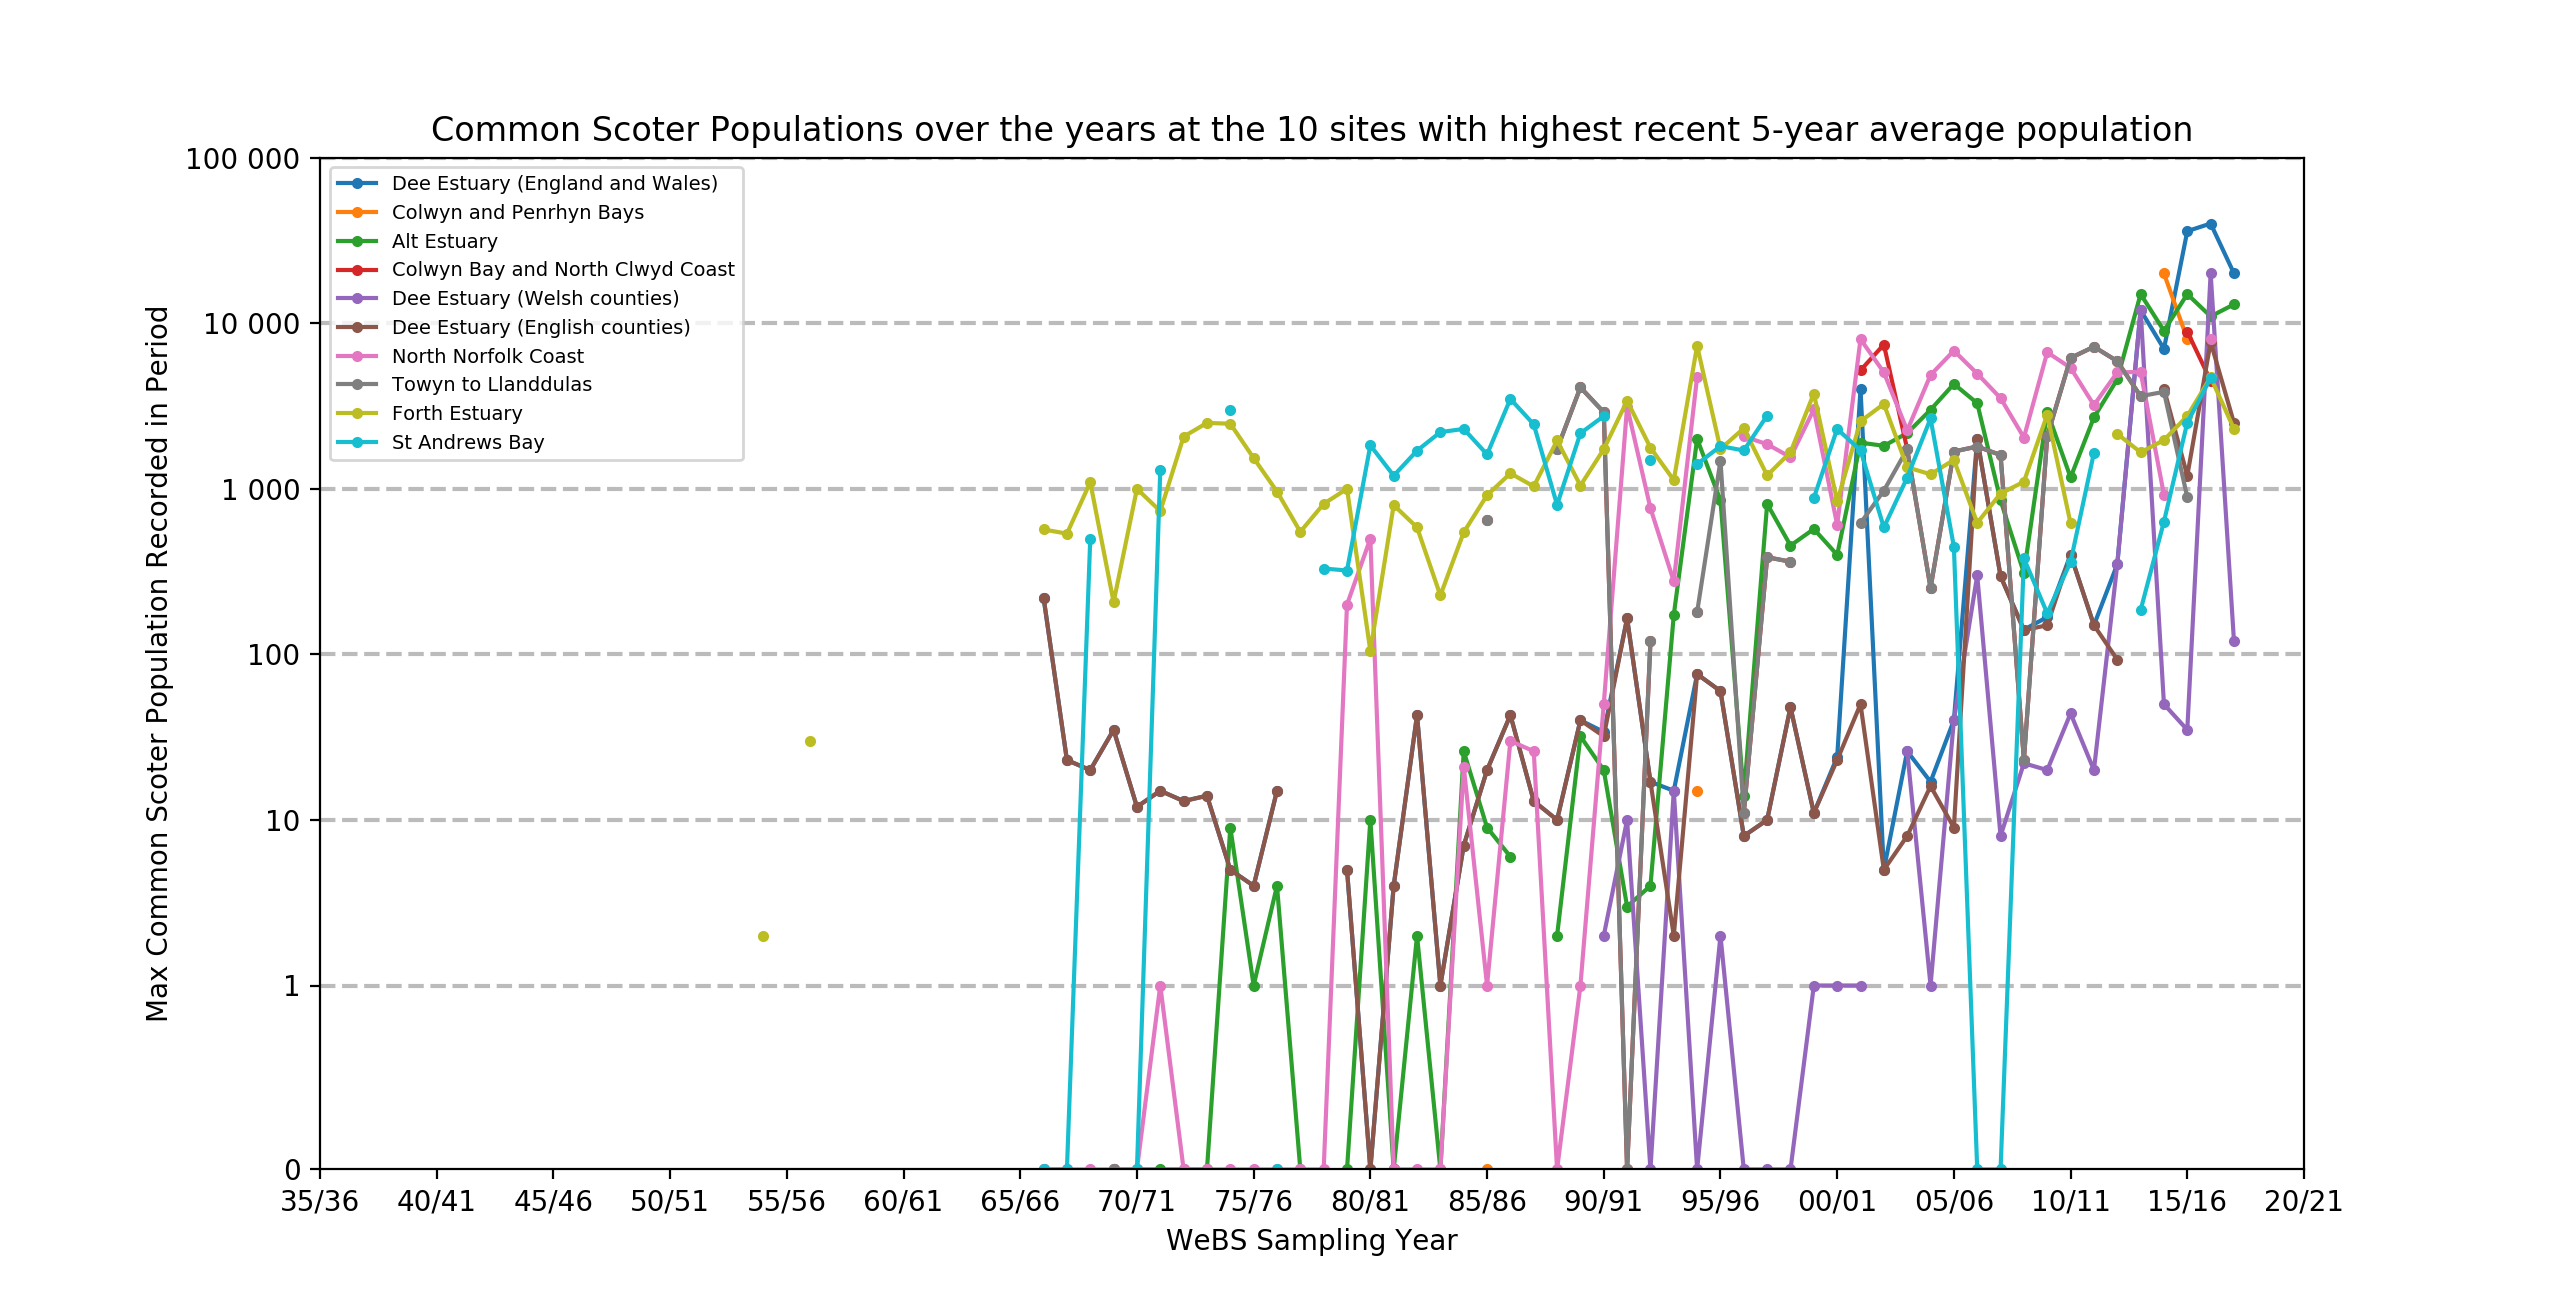 Common Scoter Populations over the years at the 10 sites with highest recent 5-year average population
Max Common Scoter Population Recorded in Period
100 000
10 000
1 000
100
10
1
0
Dee Estuary (England and Wales)
Colwyn and Penrhyn Bays
Alt Estuary
Colwyn Bay and North Clwyd Coast
Dee Estuary (Welsh counties)
Dee Estuary (English counties)
North Norfolk Coast
Towyn to Llanddulas
Forth Estuary
St Andrews Bay
35/36 40/41 45/46 50/51 55/56 60/61 65/66 70/71 75/76 80/81 85/86 90/91 95/96 00/01 05/06 10/11 15/16 20/21
WeBS Sampling Year